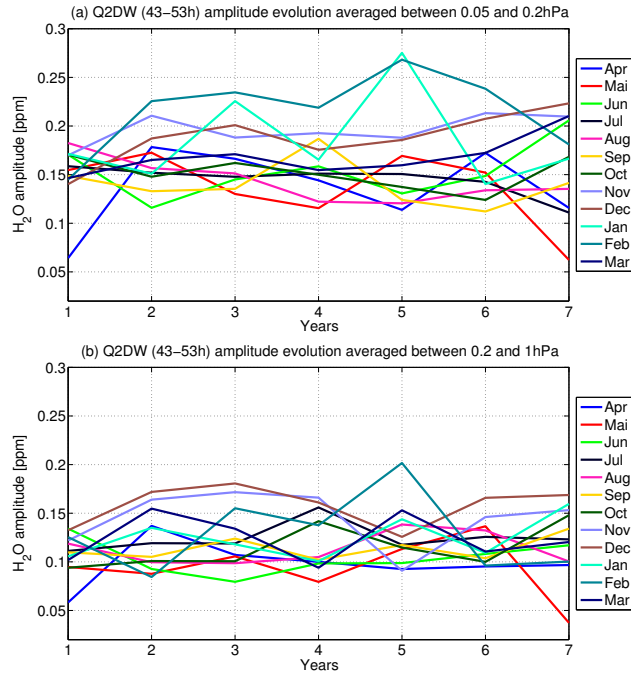 (a) Q2DW (43−53h) amplitude evolution averaged between 0.05 and 0.2hPa
0.3
0.25
0.2
0.15
0.1
0.05
H2O amplitude [ppm]
1 2 3 4 5 6 7
Years
Apr
Mai
Jun
Jul
Aug
Sep
Oct
Nov
Dec
Jan
Feb
Mar
(b) Q2DW (43−53h) amplitude evolution averaged between 0.2 and 1hPa
0.3
0.25
0.2
0.15
0.1
0.05
H2O amplitude [ppm]
1 2 3 4 5 6 7
Years
Apr
Mai
Jun
Jul
Aug
Sep
Oct
Nov
Dec
Jan
Feb
Mar